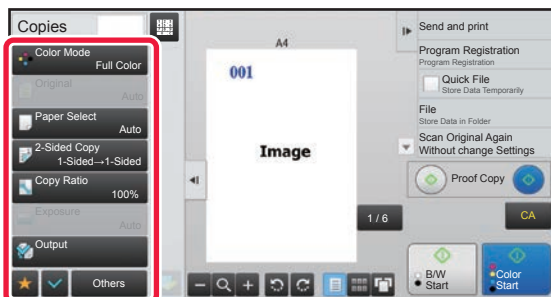 Copies
Color Mode
Full Color
Original
Auto
Paper Select
Auto
2-Sided Copy
1-Sided→1-Sided
Copy Ratio
100%
Exposure
Auto
Output
Others
A4
001
Image
1 / 6
Send and print
Program Registration
Program Registration
Quick File
Store Data Temporarily
File
Store Data in Folder
Scan Original Again
Without change Settings
Proof Copy
CA
B/W
Start
Color
Start